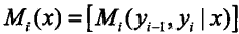 M_i(x) = [M_i(y_{i-1}, y_i | x)]